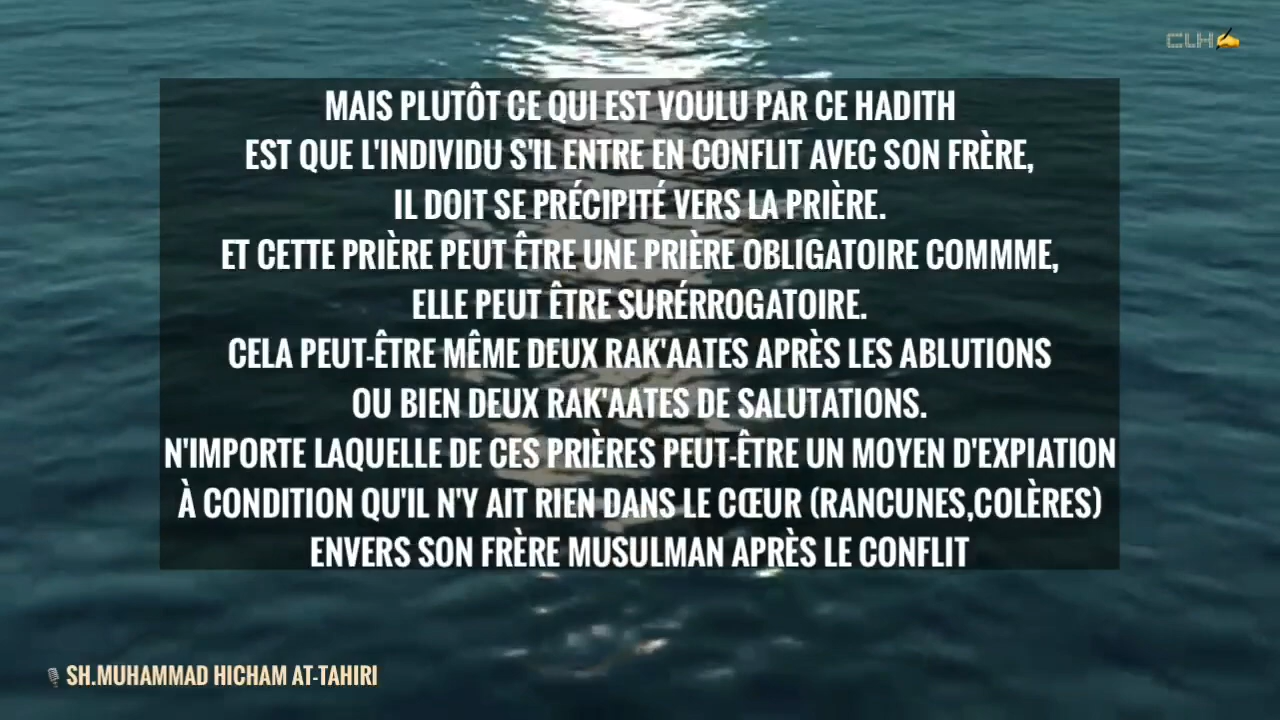 CLH✍️
MAIS PLUTÔT CE QUI EST VOULU PAR CE HADITH
EST QUE L'INDIVIDU S'IL ENTRE EN CONFLIT AVEC SON FRÈRE,
IL DOIT SE PRÉCIPITÉ VERS LA PRIÈRE.
ET CETTE PRIÈRE PEUT ÊTRE UNE PRIÈRE OBLIGATOIRE COMMME,
ELLE PEUT ÊTRE SURÉRROGATOIRE.
CELA PEUT-ÊTRE MÊME DEUX RAK'AATES APRÈS LES ABLUTIONS
OU BIEN DEUX RAK'AATES DE SALUTATIONS.
N'IMPORTE LAQUELLE DE CES PRIÈRES PEUT-ÊTRE UN MOYEN D'EXPIATION
À CONDITION QU'IL N'Y AIT RIEN DANS LE CŒUR (RANCUNES,COLÈRES)
ENVERS SON FRÈRE MUSULMAN APRÈS LE CONFLIT
🎙️ SH.MUHAMMAD HICHAM AT-TAHIRI